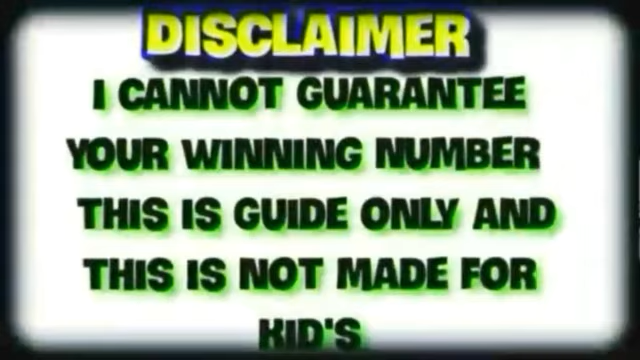 DISCLAIMER
I CANNOT GUARANTEE
YOUR WINNING NUMBER
THIS IS GUIDE ONLY AND
THIS IS NOT MADE FOR
KID'S